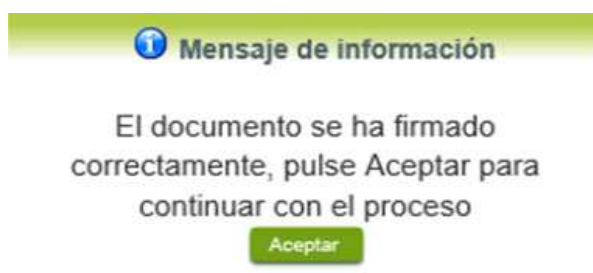 Mensaje de información
El documento se ha firmado
correctamente, pulse Aceptar para
continuar con el proceso
Aceptar